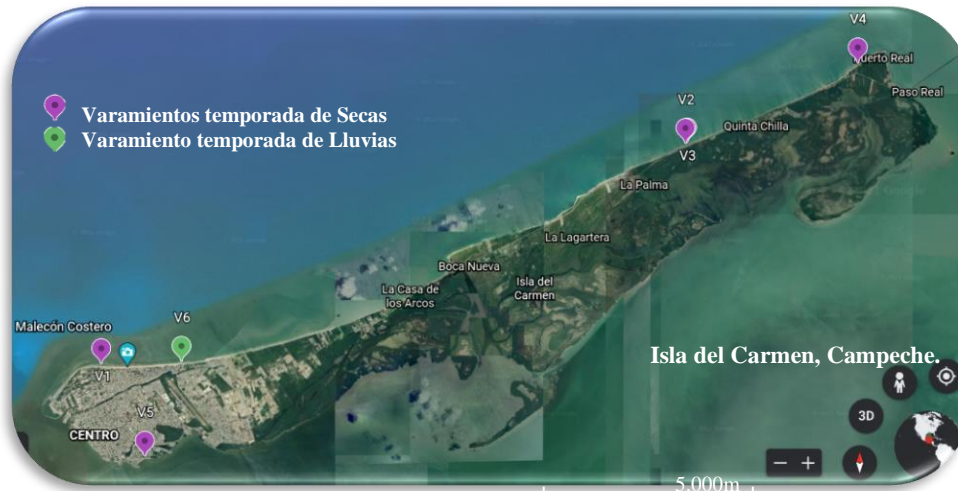 V4
Puerto Real
Paso Real
Varamientos temporada de Secas
Varamiento temporada de Lluvias
V2
Quinta Chilla
V3
La Palma
La Lagartera
Boca Nueva
Isla del
Carmen
La Casa de
los Arcos
Malecón Costero
V6
V1
Isla del Carmen, Campeche.
V5
CENTRO
3D
5,000m